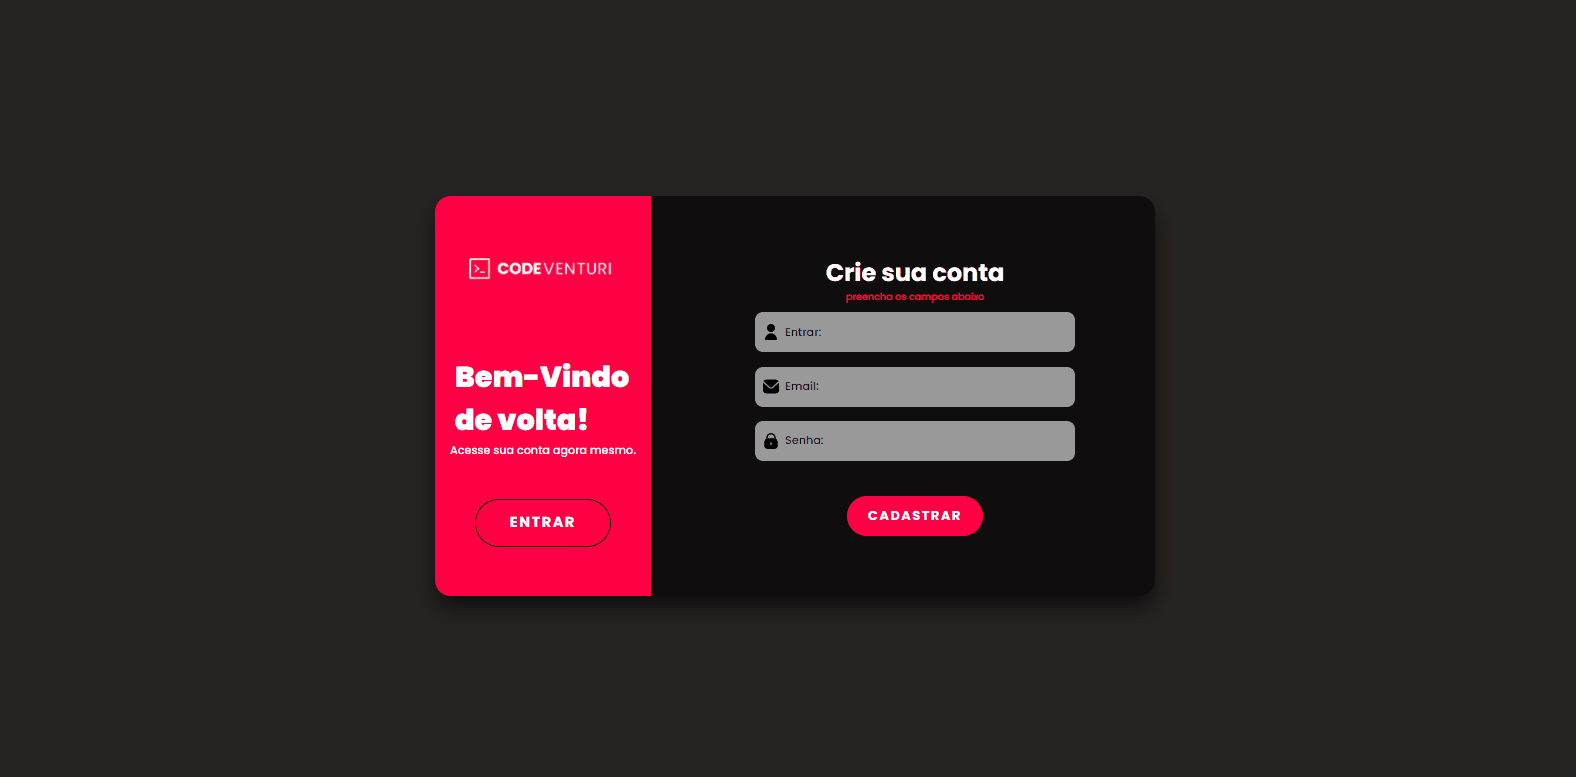 CODEVENTURI
Bem-Vindo
de volta!
Acesse sua conta agora mesmo.
ENTRAR
Crie sua conta
preencha os campos abaixo
Entrar:
Email:
Senha:
CADASTRAR